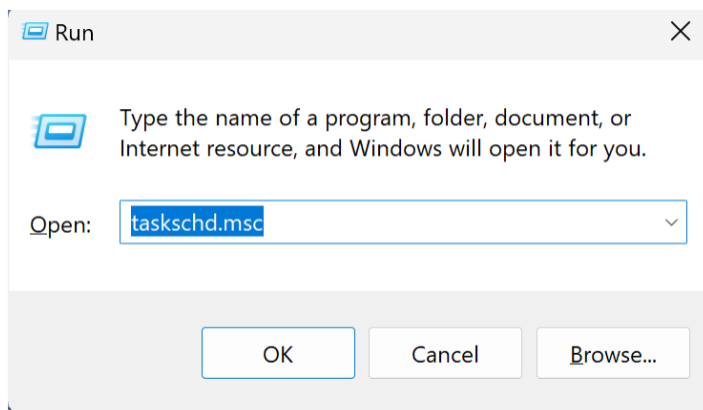 Run
Type the name of a program, folder, document, or
Internet resource, and Windows will open it for you.
Open: taskschd.msc
OK Cancel Browse...